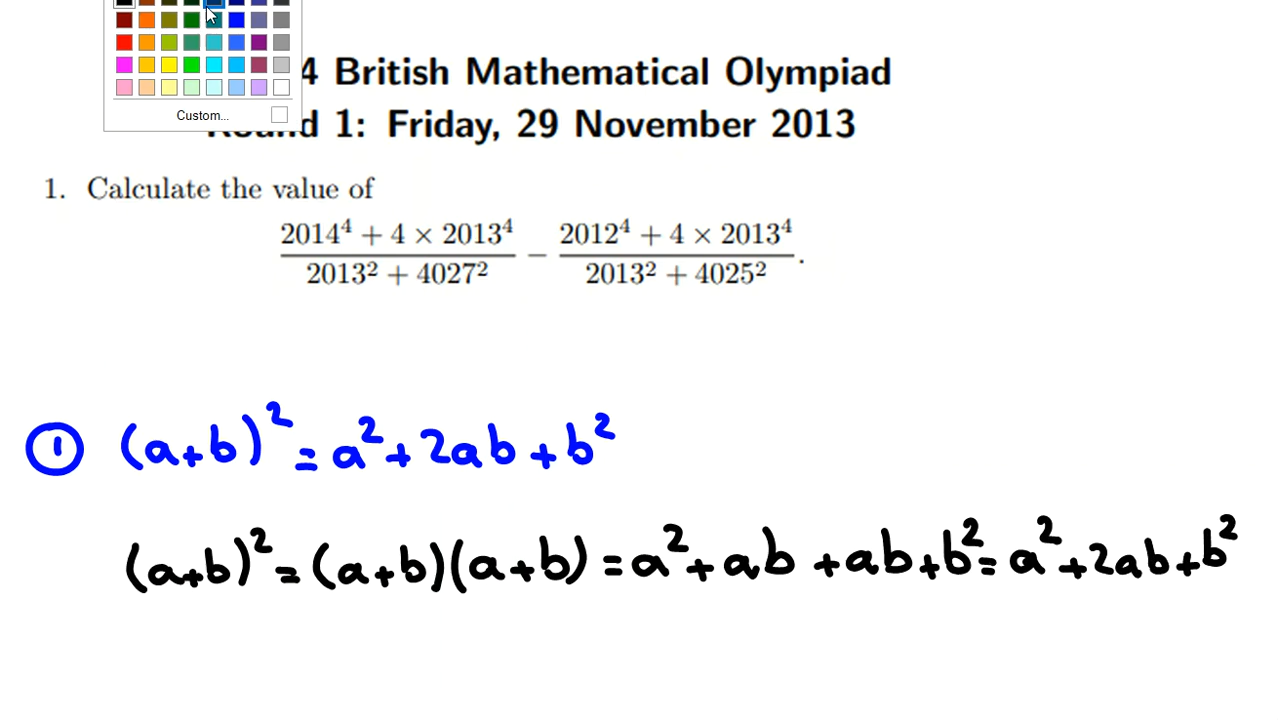 Custom...
4 British Mathematical Olympiad
Round 1: Friday, 29 November 2013
1. Calculate the value of
2014⁴ + 4 × 2013⁴ / 2013² + 4027² − 2012⁴ + 4 × 2013⁴ / 2013² + 4025² .
① (a+b)² = a² + 2ab + b²
(a+b)² = (a+b)(a+b) = a² + ab + ab + b² = a² + 2ab + b²